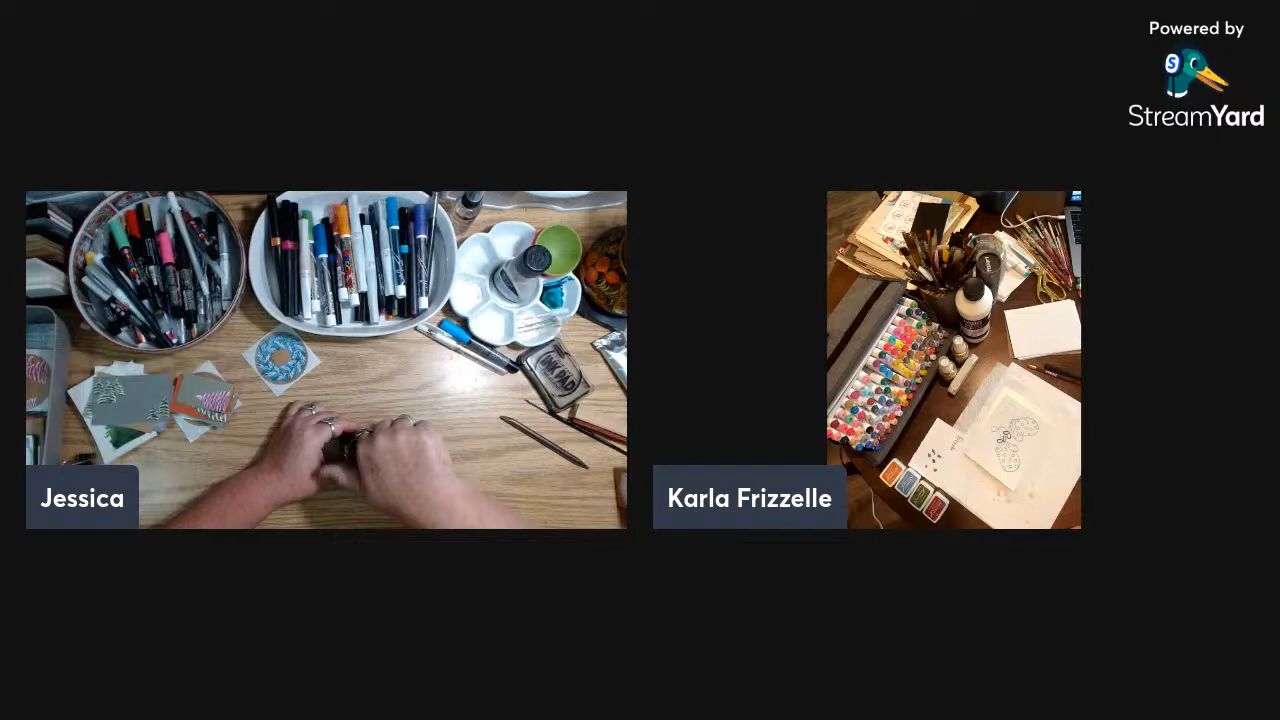 Powered by
S
StreamYard
INK PAD
Jessica
Karla Frizzelle